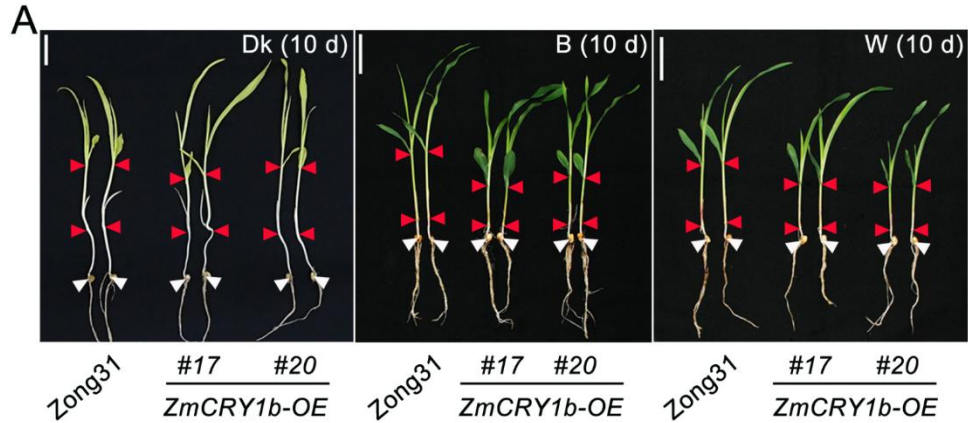 A
Dk (10 d)
B (10 d)
W (10 d)
Zong31
#17
#20
ZmCRY1b-OE
Zong31
#17
#20
ZmCRY1b-OE
Zong31
#17
#20
ZmCRY1b-OE